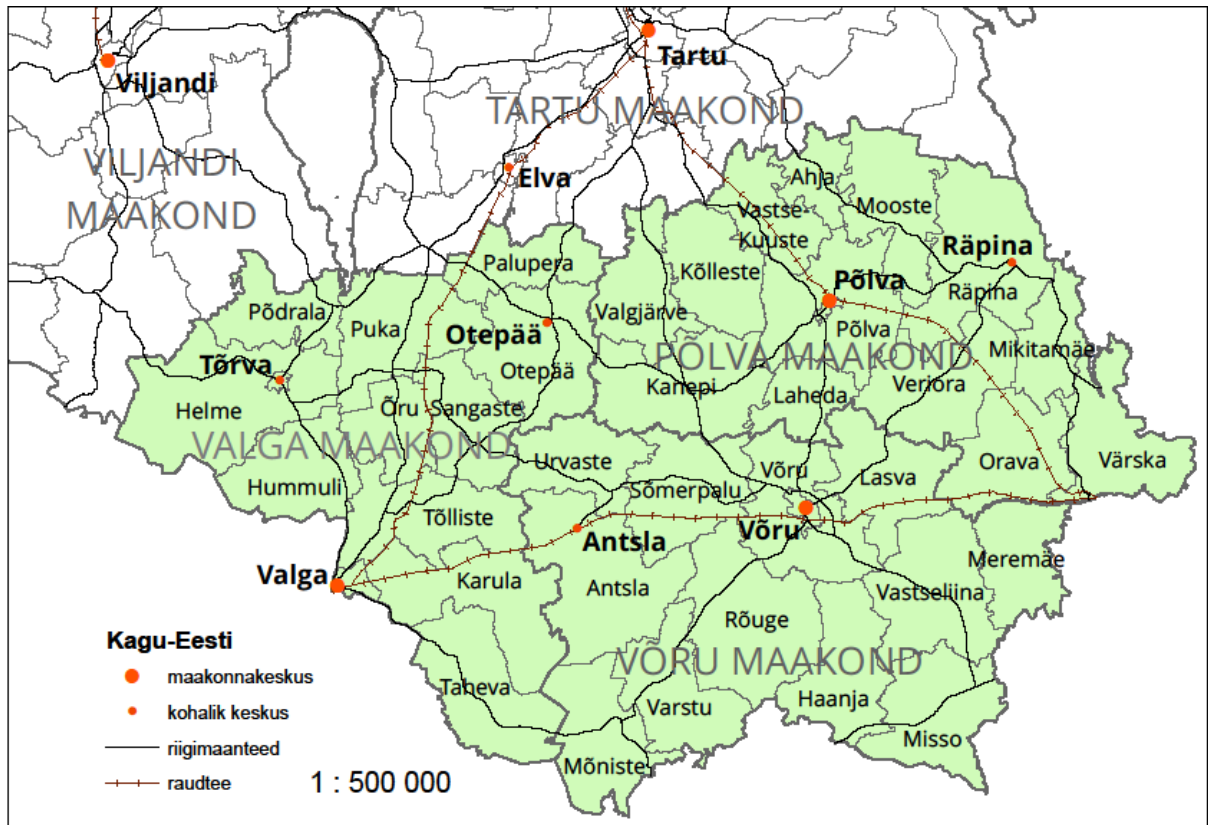 Tartu
Viljandi
TARTU MAAKOND
VILJANDI
MAAKOND
Elva
Ahja
Mooste
Vastse-
Kuuste
Räpina
Palupera
Kõlleste
Põlva
Räpina
Põdrala
Puka
Valgjärve
Otepää
Põlva
Mikitamäe
Tõrva
Otepää
PÕLVA MAAKOND
Kanepi
Veriora
Laheda
Helme
Õru
Sangaste
VALGA MAAKOND
Urvaste
Võru
Orava
Värska
Hummuli
Sõmerpalu
Lasva
Tõlliste
Antsla
Võru
Meremäe
Valga
Karula
Antsla
Vastseliina
Rõuge
VÕRU MAAKOND
Taheva
Varstu
Haanja
Misso
Mõniste
Kagu-Eesti
maakonnakeskus
kohalik keskus
riigimaanteed
raudtee
1 : 500 000